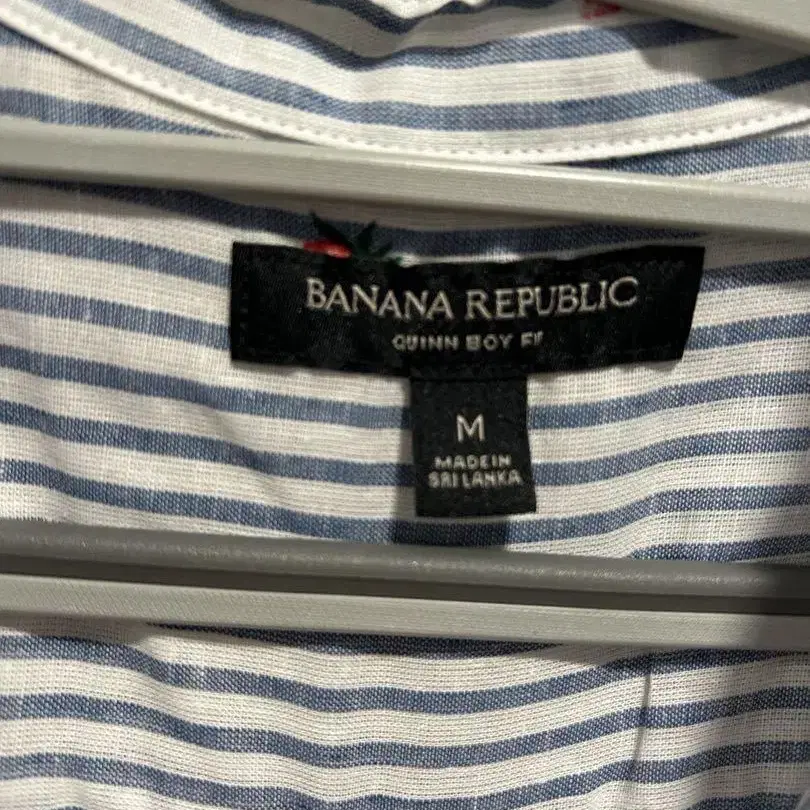 BANANA REPUBLIC
QUINN BOY FIT
M
MADE IN
SRI LANKA